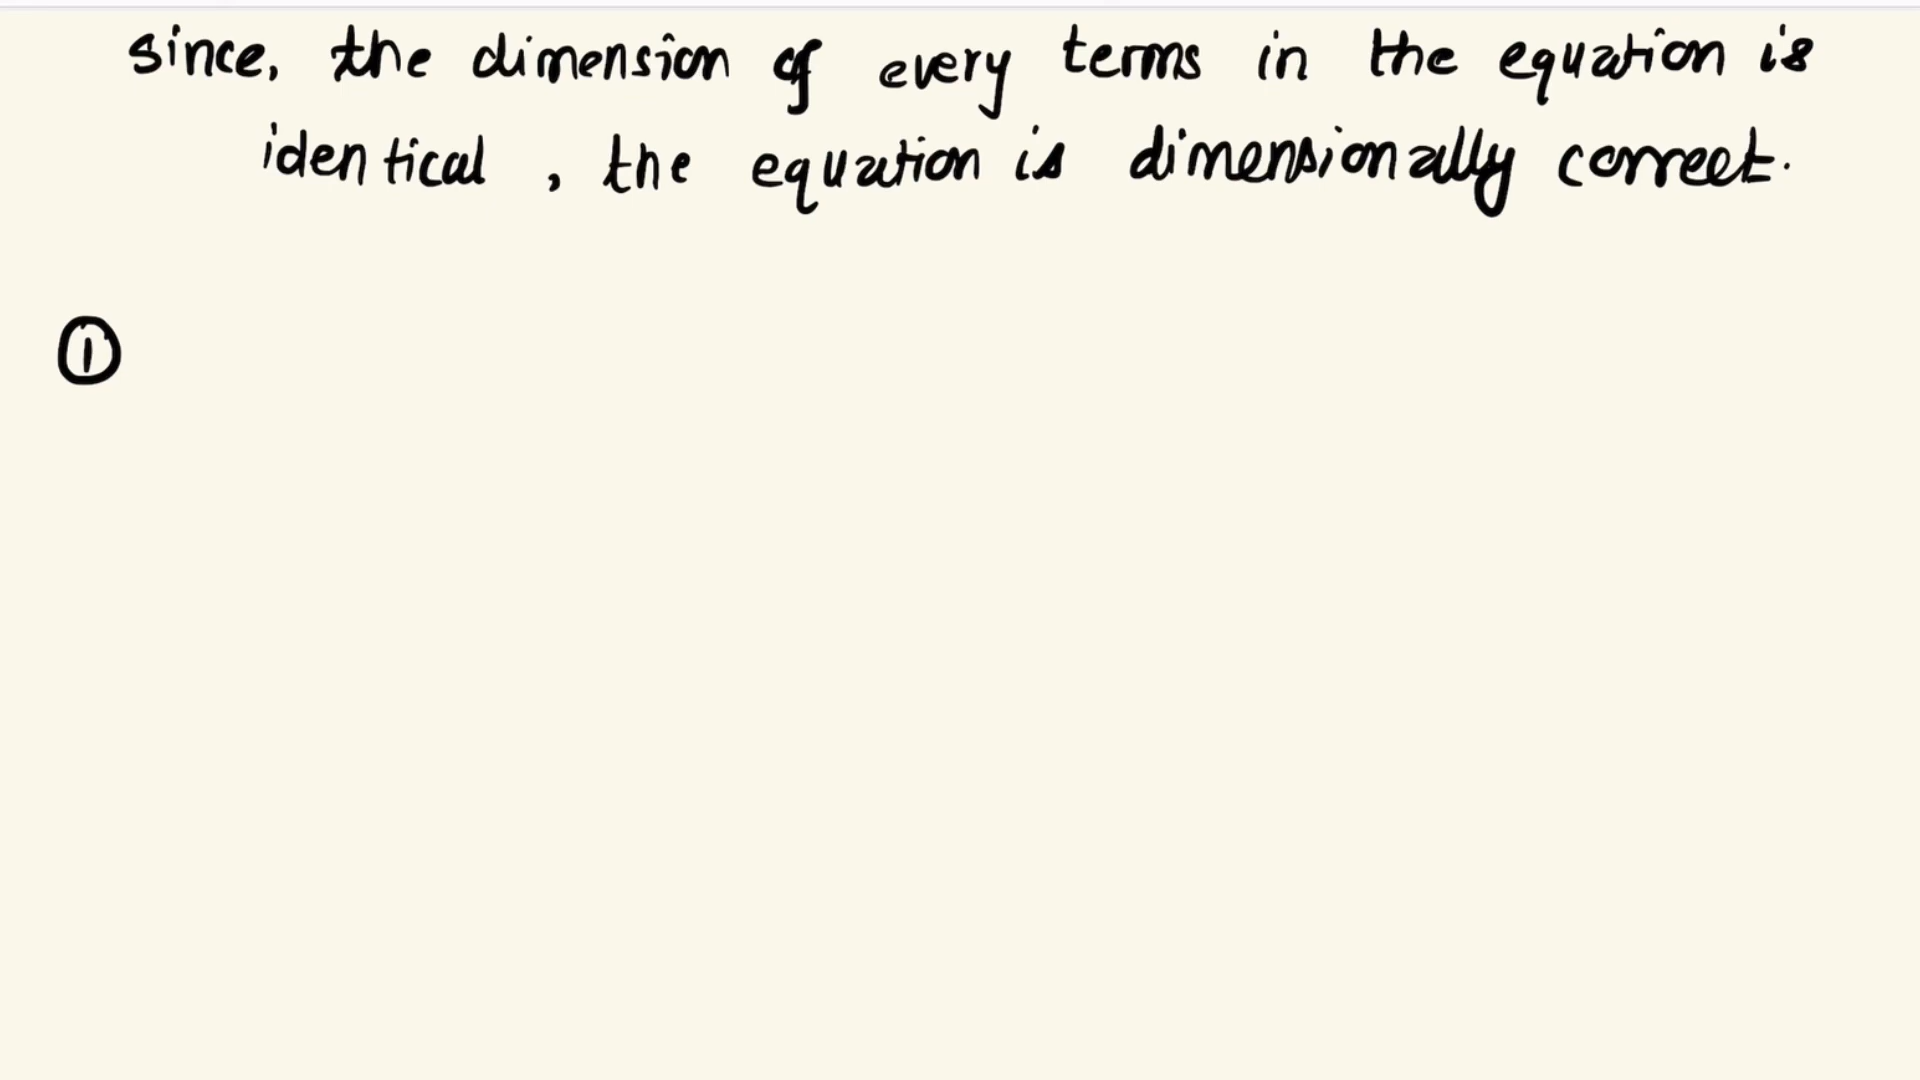 since, the dimension of every terms in the equation is
identical , the equation is dimensionally correct.
①